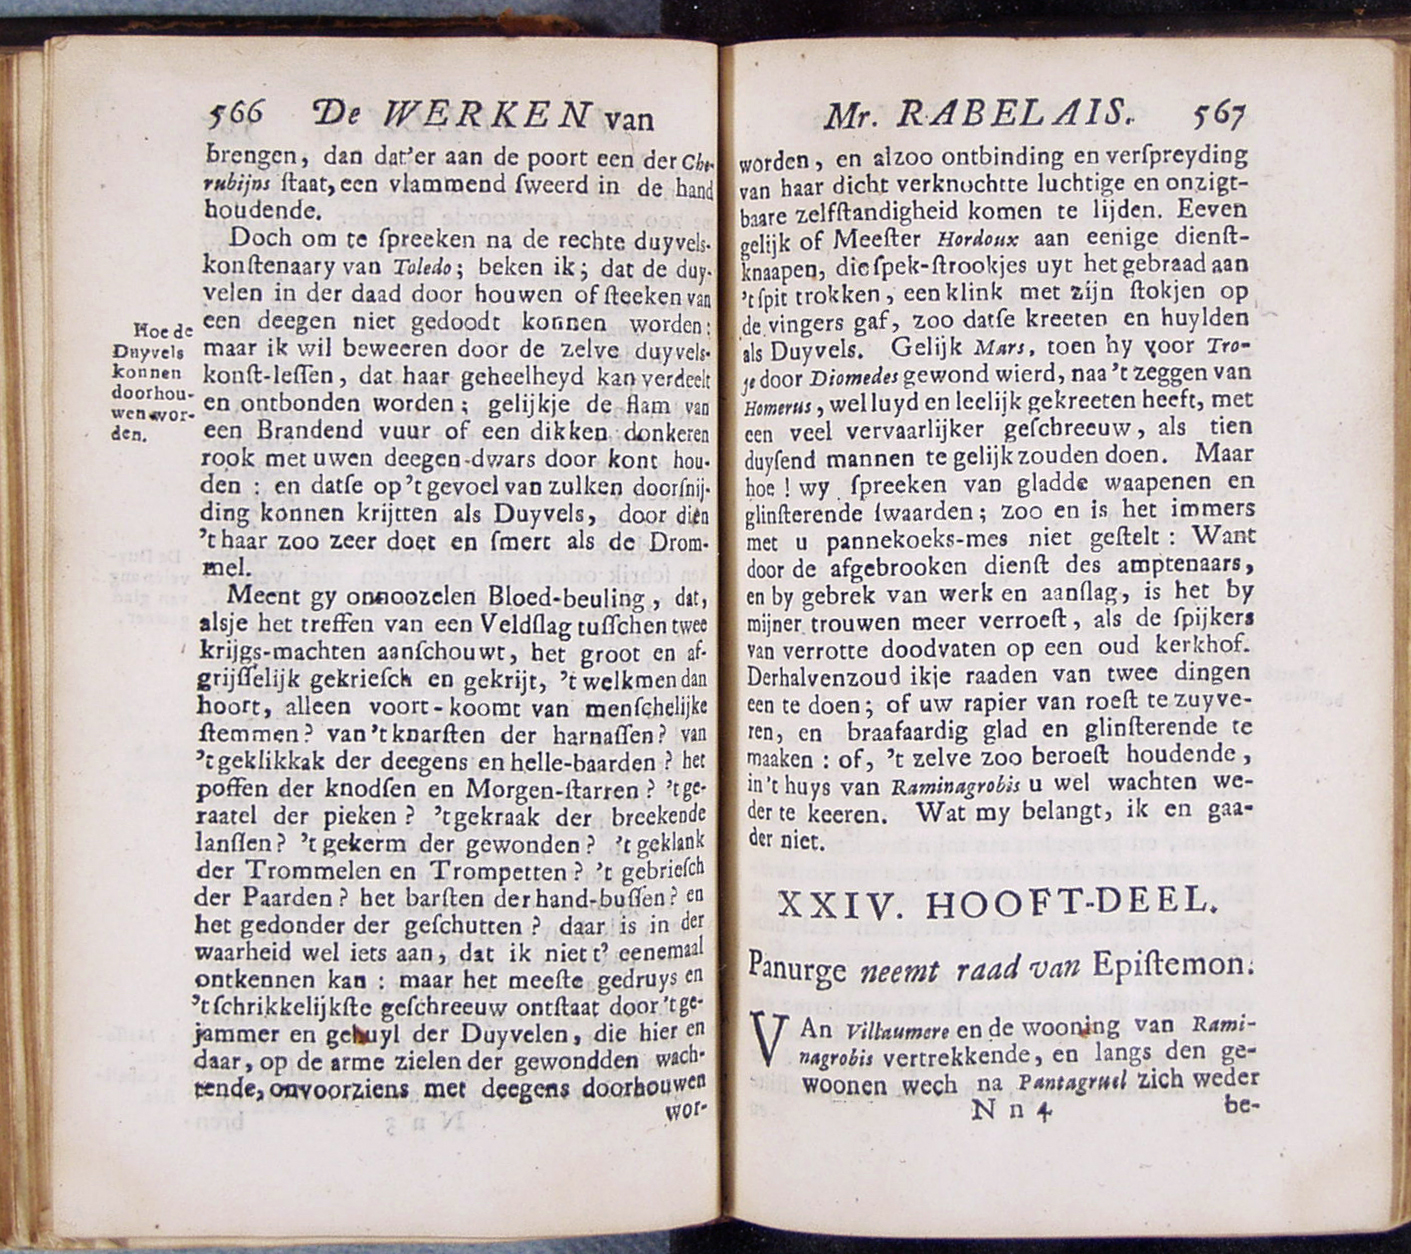 566 De WERKEN van
brengen, dan dat'er aan de poort een der Che-
rubijns ſtaat, een vlammend ſweerd in de hand
houdende.
Doch om te ſpreeken na de rechte duyvels-
konſtenaary van Toledo; beken ik; dat de duy-
velen in der daad door houwen of ſteeken van
een deegen niet gedoodt konnen worden:
maar ik wil beweeren door de zelve duyvels-
konſt-leſſen, dat haar geheelheyd kan verdeelt
en ontbonden worden; gelijkje de flam van
een Brandend vuur of een dikken donkeren
rook met uwen deegen-dwars door kont hou-
den : en datſe op 't gevoel van zulken doorſnij-
ding konnen krijtten als Duyvels, door dien
't haar zoo zeer doet en ſmert als de Drom-
mel.
Hoe de
Duyvels
konnen
doorhou-
wen wor-
den.
Meent gy onnoozelen Bloed-beuling, dat,
alsje het treffen van een Veldſlag tuſſchen twee
krijgs-machten aanſchouwt, het groot en af-
grijſſelijk gekrieſch en gekrijt, 't welkmen dan
hoort, alleen voort-koomt van menſchelijke
ſtemmen? van 't knarſten der harnaſſen? van
't geklikkak der deegens en helle-baarden? het
poffen der knodſen en Morgen-ſtarren? 't ge-
raatel der pieken? 't gekraak der breekende
lanſſen? 't gekerm der gewonden? 't geklank
der Trommelen en Trompetten? 't gebrieſch
der Paarden? het barſten der hand-buſſen? en
het gedonder der geſchutten? daar is in der
waarheid wel iets aan, dat ik niet t' eenemaal
ontkennen kan : maar het meeſte gedruys en
't ſchrikkelijkſte geſchreeuw ontſtaat door 't ge-
jammer en gehuyl der Duyvelen, die hier en
daar, op de arme zielen der gewondden wach-
tende, onvoorziens met deegens doorhouwen
wor-
Mr. RABELAIS. 567
worden, en alzoo ontbinding en verſpreyding
van haar dicht verknochtte luchtige en onzigt-
baare zelfſtandigheid komen te lijden. Eeven
gelijk of Meeſter Hordoux aan eenige dienſt-
knaapen, die ſpek-ſtrookjes uyt het gebraad aan
't ſpit trokken, een klink met zijn ſtokjen op
de vingers gaf, zoo datſe kreeten en huylden
als Duyvels. Gelijk Mars, toen hy voor Tro-
je door Diomedes gewond wierd, naa 't zeggen van
Homerus, wel luyd en leelijk gekreeten heeft, met
een veel vervaarlijker geſchreeuw, als tien
duyſend mannen te gelijk zouden doen. Maar
hoe! wy ſpreeken van gladde waapenen en
glinſterende ſwaarden; zoo en is het immers
met u pannekoeks-mes niet geſtelt : Want
door de afgebrooken dienſt des amptenaars,
en by gebrek van werk en aanſlag, is het by
mijner trouwen meer verroeſt, als de ſpijkers
van verrotte doodvaten op een oud kerkhof.
Derhalvenzoud ikje raaden van twee dingen
een te doen; of uw rapier van roeſt te zuyve-
ren, en braafaardig glad en glinſterende te
maaken : of, 't zelve zoo beroeſt houdende,
in 't huys van Raminagrobis u wel wachten we-
der te keeren. Wat my belangt, ik en gaa-
der niet.
XXIV. HOOFT-DEEL.
Panurge neemt raad van Epiſtemon.
VAn Villaumere en de wooning van Rami-
nagrobis vertrekkende, en langs den ge-
woonen wech na Pantagruel zich weder
N n 4 be-